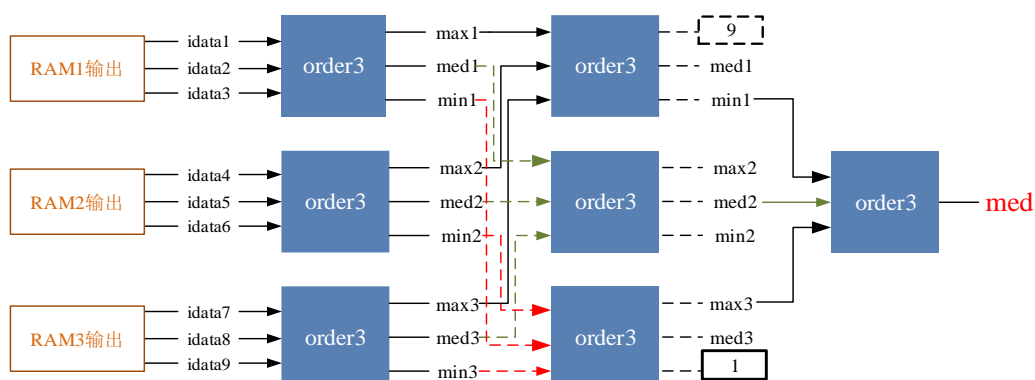 RAM1输出
idata1
idata2
idata3
order3
max1
med1
min1
order3
9
med1
min1
RAM2输出
idata4
idata5
idata6
order3
max2
med2
min2
order3
max2
med2
min2
order3
med
RAM3输出
idata7
idata8
idata9
order3
max3
med3
min3
order3
max3
med3
1